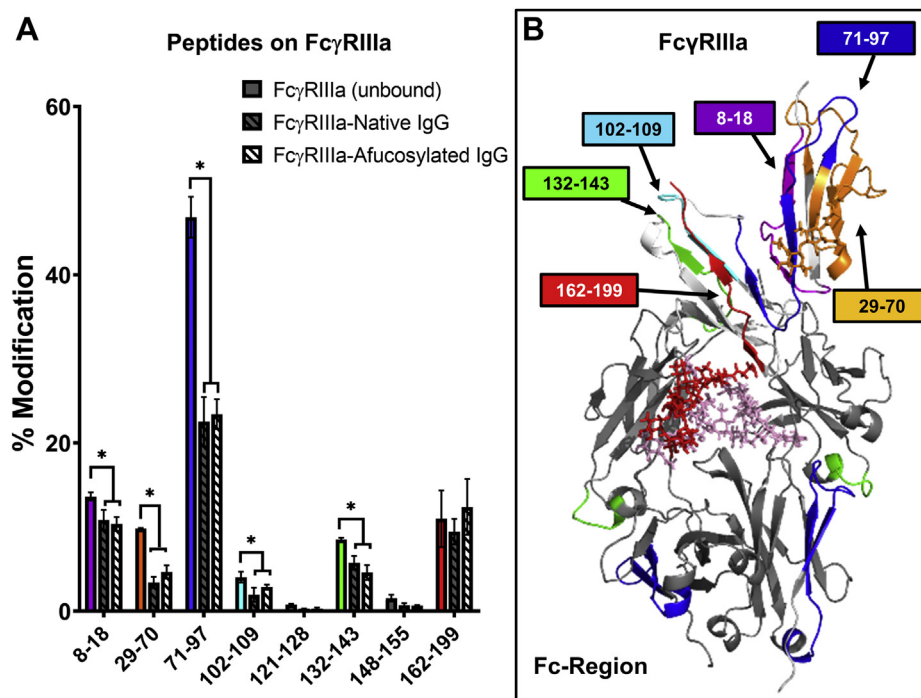 A
Peptides on FcγRIIIa
FcγRIIIa (unbound)
FcγRIIIa-Native IgG
FcγRIIIa-Afucosylated IgG
% Modification
60
40
20
0
*
*
*
*
*
8-18
29-70
71-97
102-109
121-128
132-143
148-155
162-199
B
FcγRIIIa
71-97
8-18
102-109
132-143
162-199
29-70
Fc-Region